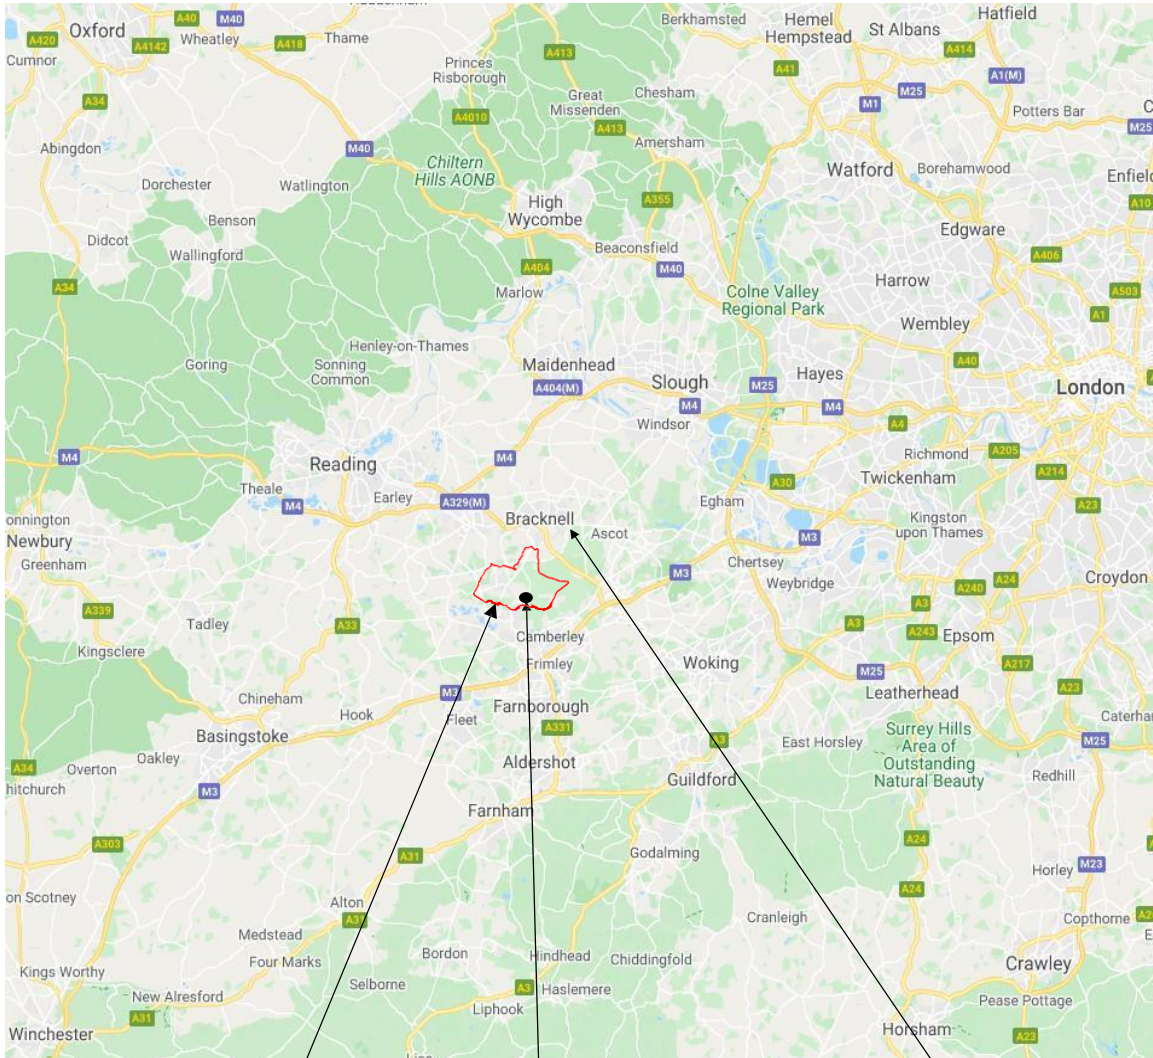 Oxford
Cumnor
A420
A40
M40
Wheatley
A4142
A418
Thame
Berkhamsted
Hemel
Hempstead
St Albans
Hatfield
A414
A413
Princes
Risborough
A41
M25
A1(M)
A34
Great
Missenden
Chesham
M1
Potters Bar
A4010
M25
Abingdon
M40
A413
Amersham
Watford
Borehamwood
Chiltern
Hills AONB
Enfield
Dorchester
Watlington
High
Wycombe
A355
A10
Benson
Edgware
Didcot
Wallingford
Beaconsfield
A406
A404
M40
A34
Marlow
Colne Valley
Regional Park
Harrow
A503
A1
Wembley
Henley-on-Thames
Goring
Sonning
Common
Maidenhead
A40
Slough
Hayes
London
A404(M)
M25
M4
M4
Windsor
A4
M4
Reading
M4
Richmond
A205
A214
Theale
Earley
A329(M)
A30
Twickenham
M4
Egham
A23
onnington
Newbury
Bracknell
Ascot
Kingston
upon Thames
M3
Greenham
Chertsey
M3
Weybridge
A240
A24
Croydon
A339
Tadley
A33
A3
A3
A243
Epsom
Kingsclere
Camberley
Frimley
Woking
A217
M25
Chineham
M3
Leatherhead
A23
Hook
Fleet
Farnborough
Basingstoke
A331
A3
East Horsley
Surrey Hills
Area of
Outstanding
Natural Beauty
Caterha
M25
Oakley
Aldershot
A34
Overton
hitchurch
Guildford
Redhill
M3
Farnham
A303
A24
A31
Godalming
M23
Horley
on Scotney
Alton
A24
A31
Cranleigh
Copthorne
Medstead
Bordon
Hindhead
Chiddingfold
Kings Worthy
Four Marks
Crawley
Selborne
A3
Haslemere
New Alresford
Liphook
Pease Pottage
A31
Winchester
Horsham
A23